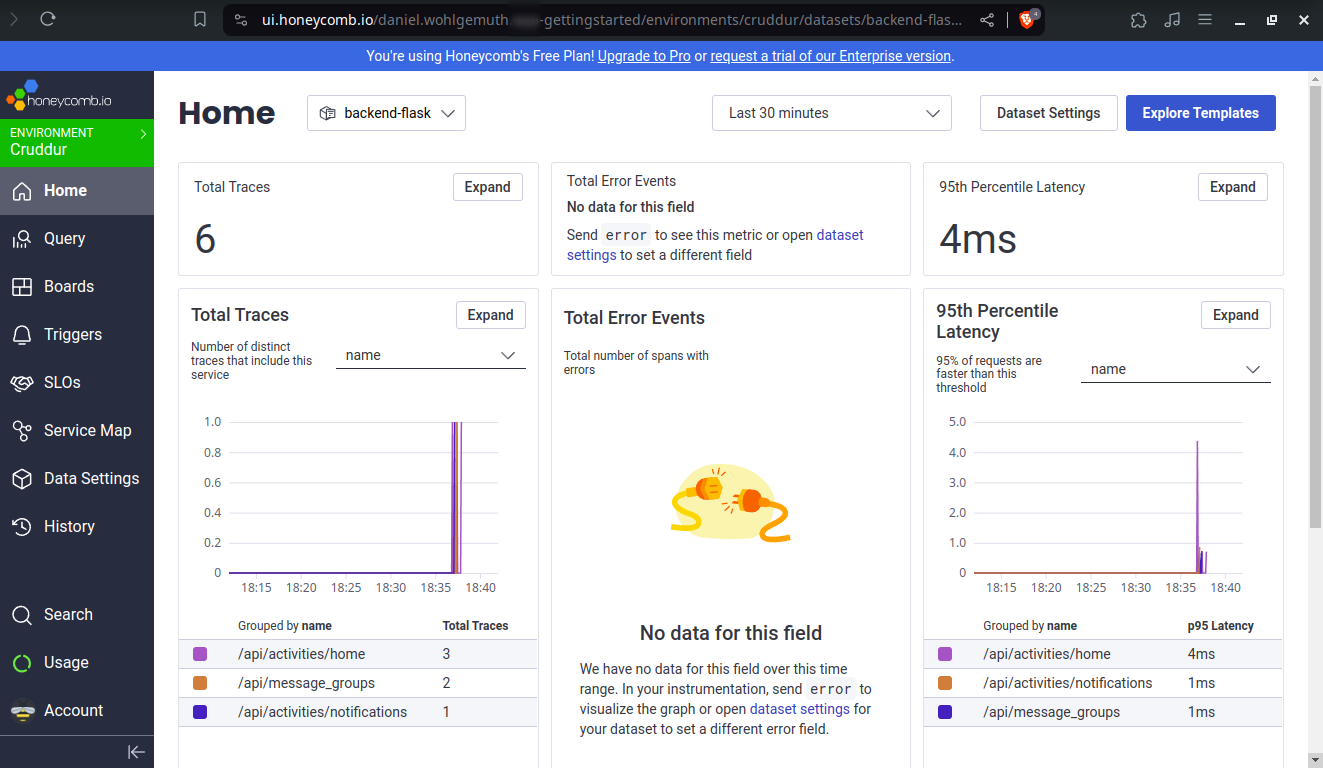 ui.honeycomb.io/daniel.wohlgemuth -gettingstarted/environments/cruddur/datasets/backend-flas...
4
You're using Honeycomb's Free Plan! Upgrade to Pro or request a trial of our Enterprise version.
honeycomb.io
ENVIRONMENT
Cruddur
Home
Query
Boards
Triggers
SLOs
Service Map
Data Settings
History
Search
Usage
Account
Home
backend-flask
Last 30 minutes
Dataset Settings
Explore Templates
Total Traces
Expand
6
Total Error Events
No data for this field
Send error to see this metric or open dataset
settings to set a different field
95th Percentile Latency
Expand
4ms
Total Traces
Expand
Number of distinct
traces that include this
service
name
1.0
0.8
0.6
0.4
0.2
0
18:15 18:20 18:25 18:30 18:35 18:40
Grouped by name Total Traces
/api/activities/home 3
/api/message_groups 2
/api/activities/notifications 1
Total Error Events
Total number of spans with
errors
No data for this field
We have no data for this field over this time
range. In your instrumentation, send error to
visualize the graph or open dataset settings for
your dataset to set a different error field.
95th Percentile
Latency
Expand
95% of requests are
faster than this
threshold
name
5.0
4.0
3.0
2.0
1.0
0
18:15 18:20 18:25 18:30 18:35 18:40
Grouped by name p95 Latency
/api/activities/home 4ms
/api/activities/notifications 1ms
/api/message_groups 1ms